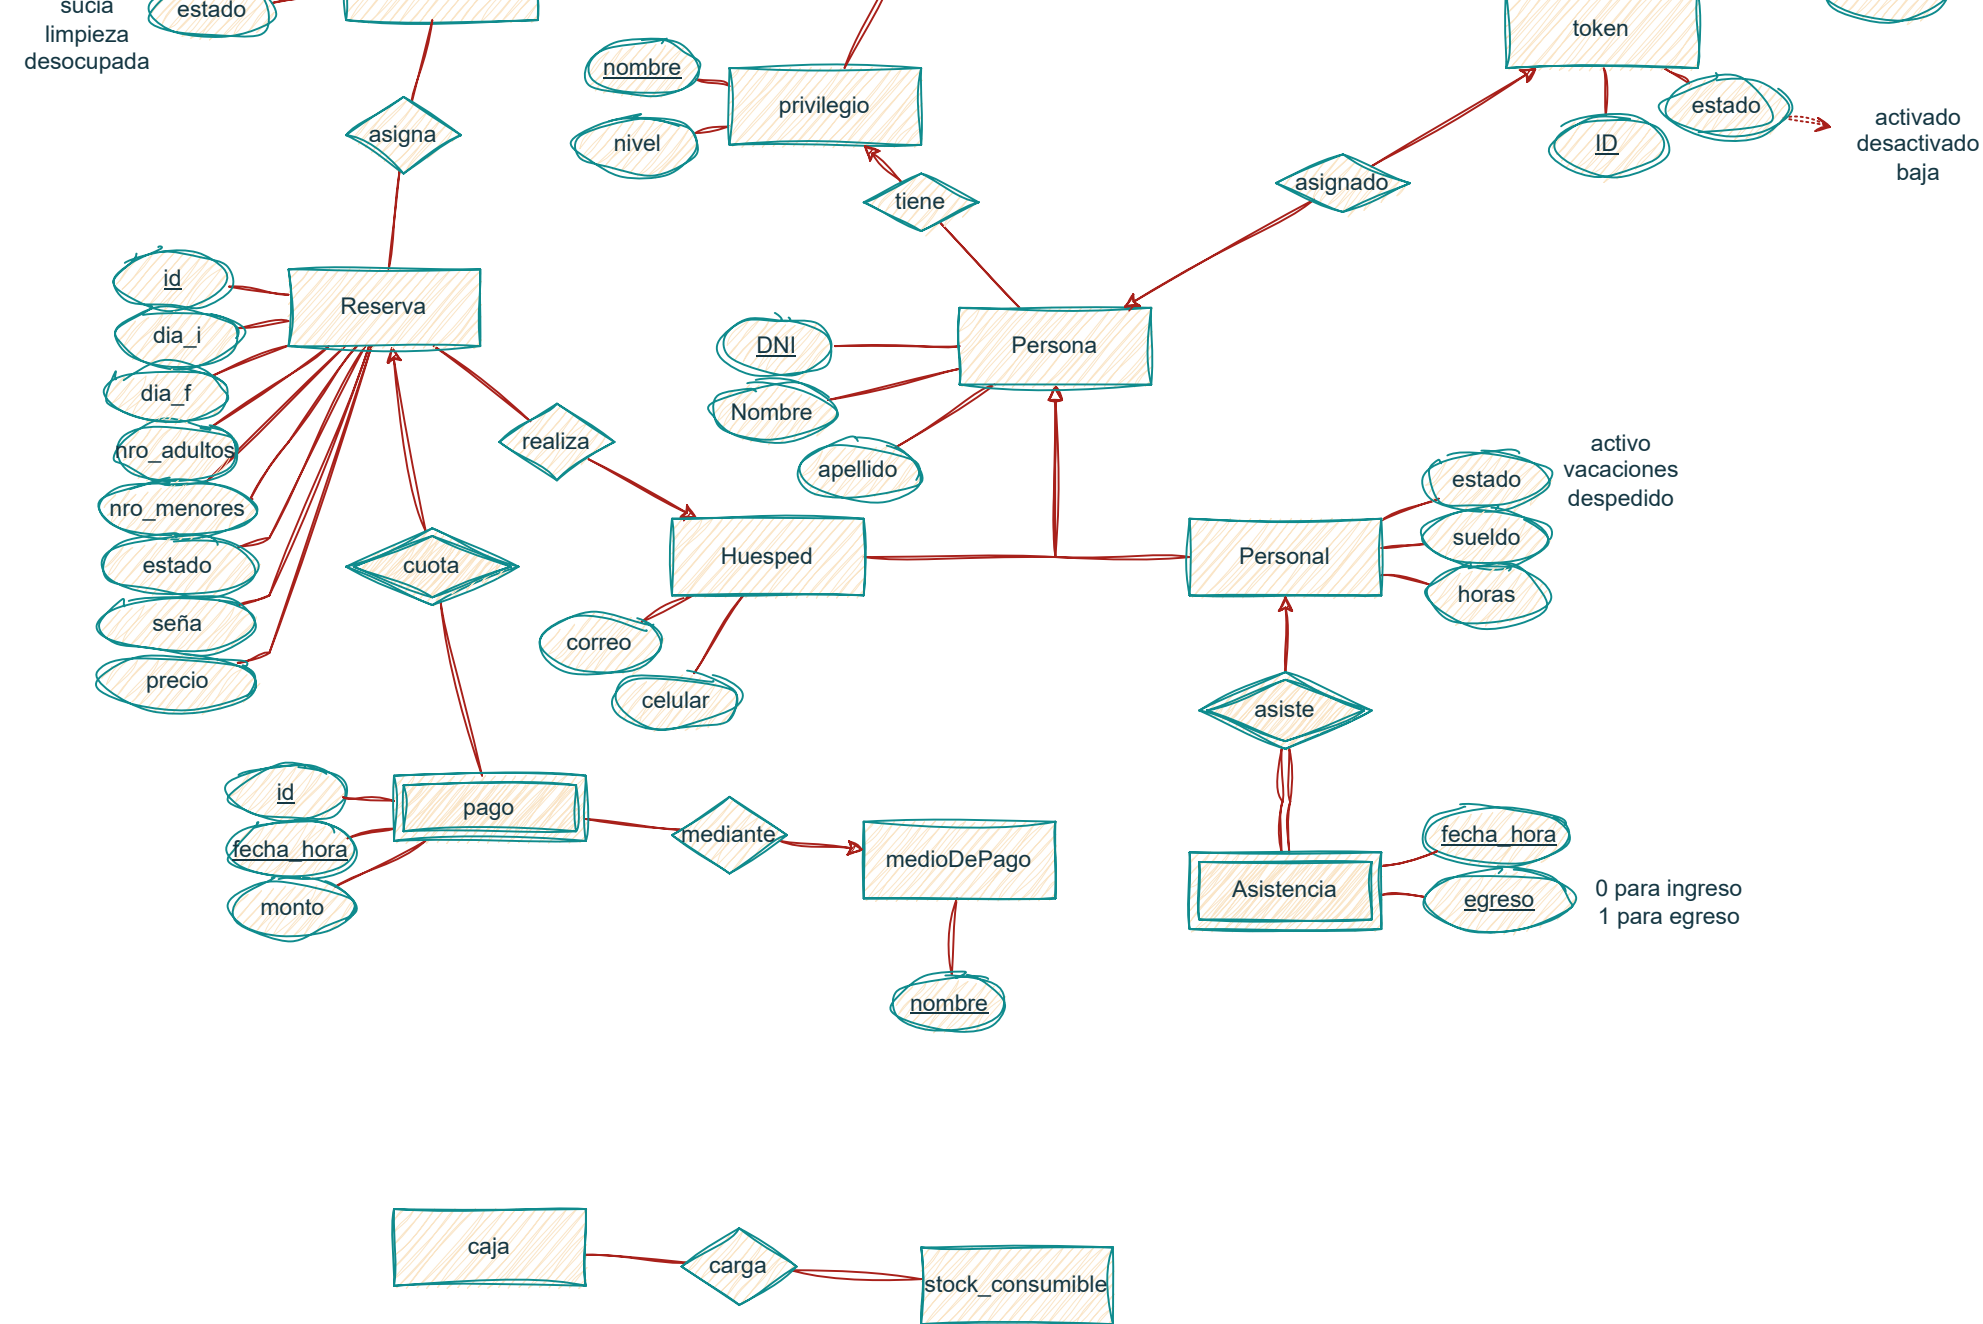 sucia
limpieza
desocupada
estado
token
nombre
privilegio
nivel
estado
activado
desactivado
baja
ID
asigna
tiene
asignado
id
Reserva
dia_i
dia_f
nro_adultos
nro_menores
estado
seña
precio
DNI
Persona
Nombre
apellido
realiza
cuota
Huesped
Personal
estado
activo
vacaciones
despedido
sueldo
horas
correo
celular
asiste
id
pago
fecha_hora
monto
mediante
medioDePago
nombre
Asistencia
fecha_hora
egreso
0 para ingreso
1 para egreso
caja
carga
stock_consumible